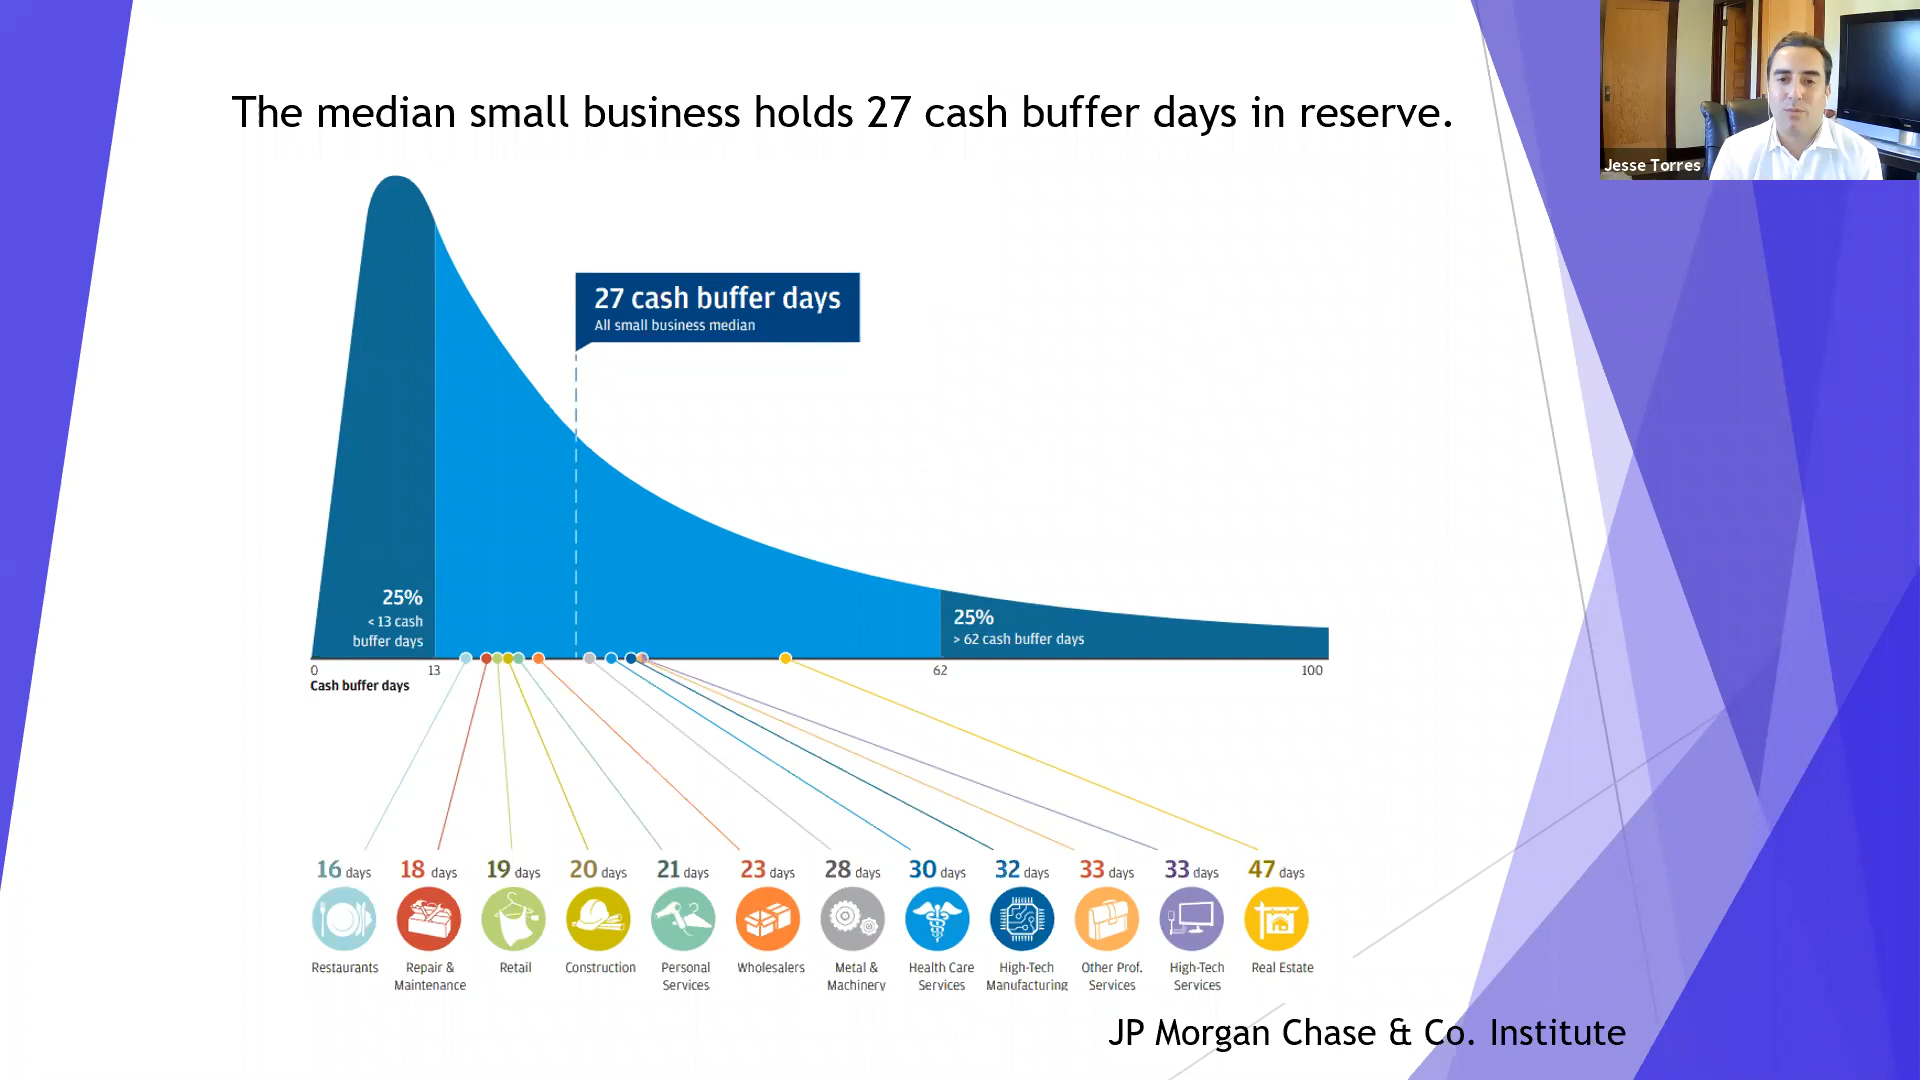 The median small business holds 27 cash buffer days in reserve.
Jesse Torres
27 cash buffer days
All small business median
25%
< 13 cash
buffer days
25%
> 62 cash buffer days
0 13 62 100
Cash buffer days
16 days 18 days 19 days 20 days 21 days 23 days 28 days 30 days 32 days 33 days 33 days 47 days
Restaurants
Repair &
Maintenance
Retail
Construction
Personal
Services
Wholesalers
Metal &
Machinery
Health Care
Services
High-Tech
Manufacturing
Other Prof.
Services
High-Tech
Services
Real Estate
JP Morgan Chase & Co. Institute